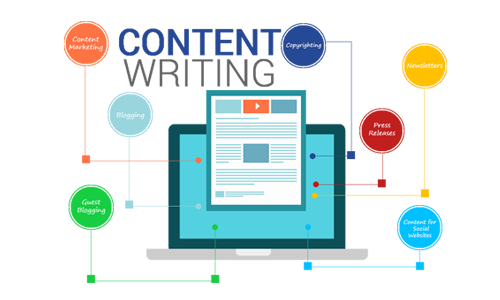 CONTENT
WRITING
Content
Marketing
Copyrighting
Newsletters
Blogging
Press
Releases
Guest
Blogging
Content for
Social
Websites